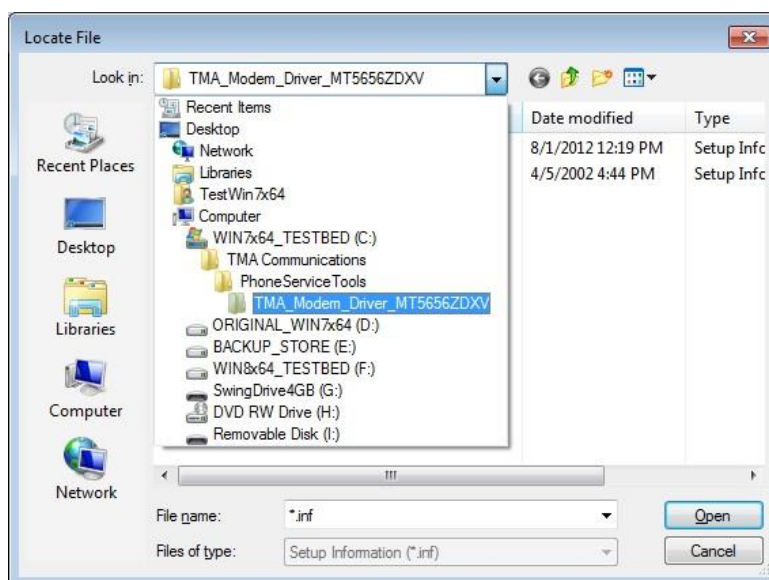 Locate File
Look in: TMA_Modem_Driver_MT5656ZDXV
Recent Items
Desktop
Network
Libraries
TestWin7x64
Computer
WIN7x64_TESTBED (C:)
TMA Communications
PhoneServiceTools
TMA_Modem_Driver_MT5656ZDXV
ORIGINAL_WIN7x64 (D:)
BACKUP_STORE (E:)
WIN8x64_TESTBED (F:)
SwingDrive4GB (G:)
DVD RW Drive (H:)
Removable Disk (I:)
Recent Places
Desktop
Libraries
Computer
Network
Date modified Type
8/1/2012 12:19 PM Setup Info
4/5/2002 4:44 PM Setup Info
File name: *.inf Open
Files of type: Setup Information (*.inf) Cancel